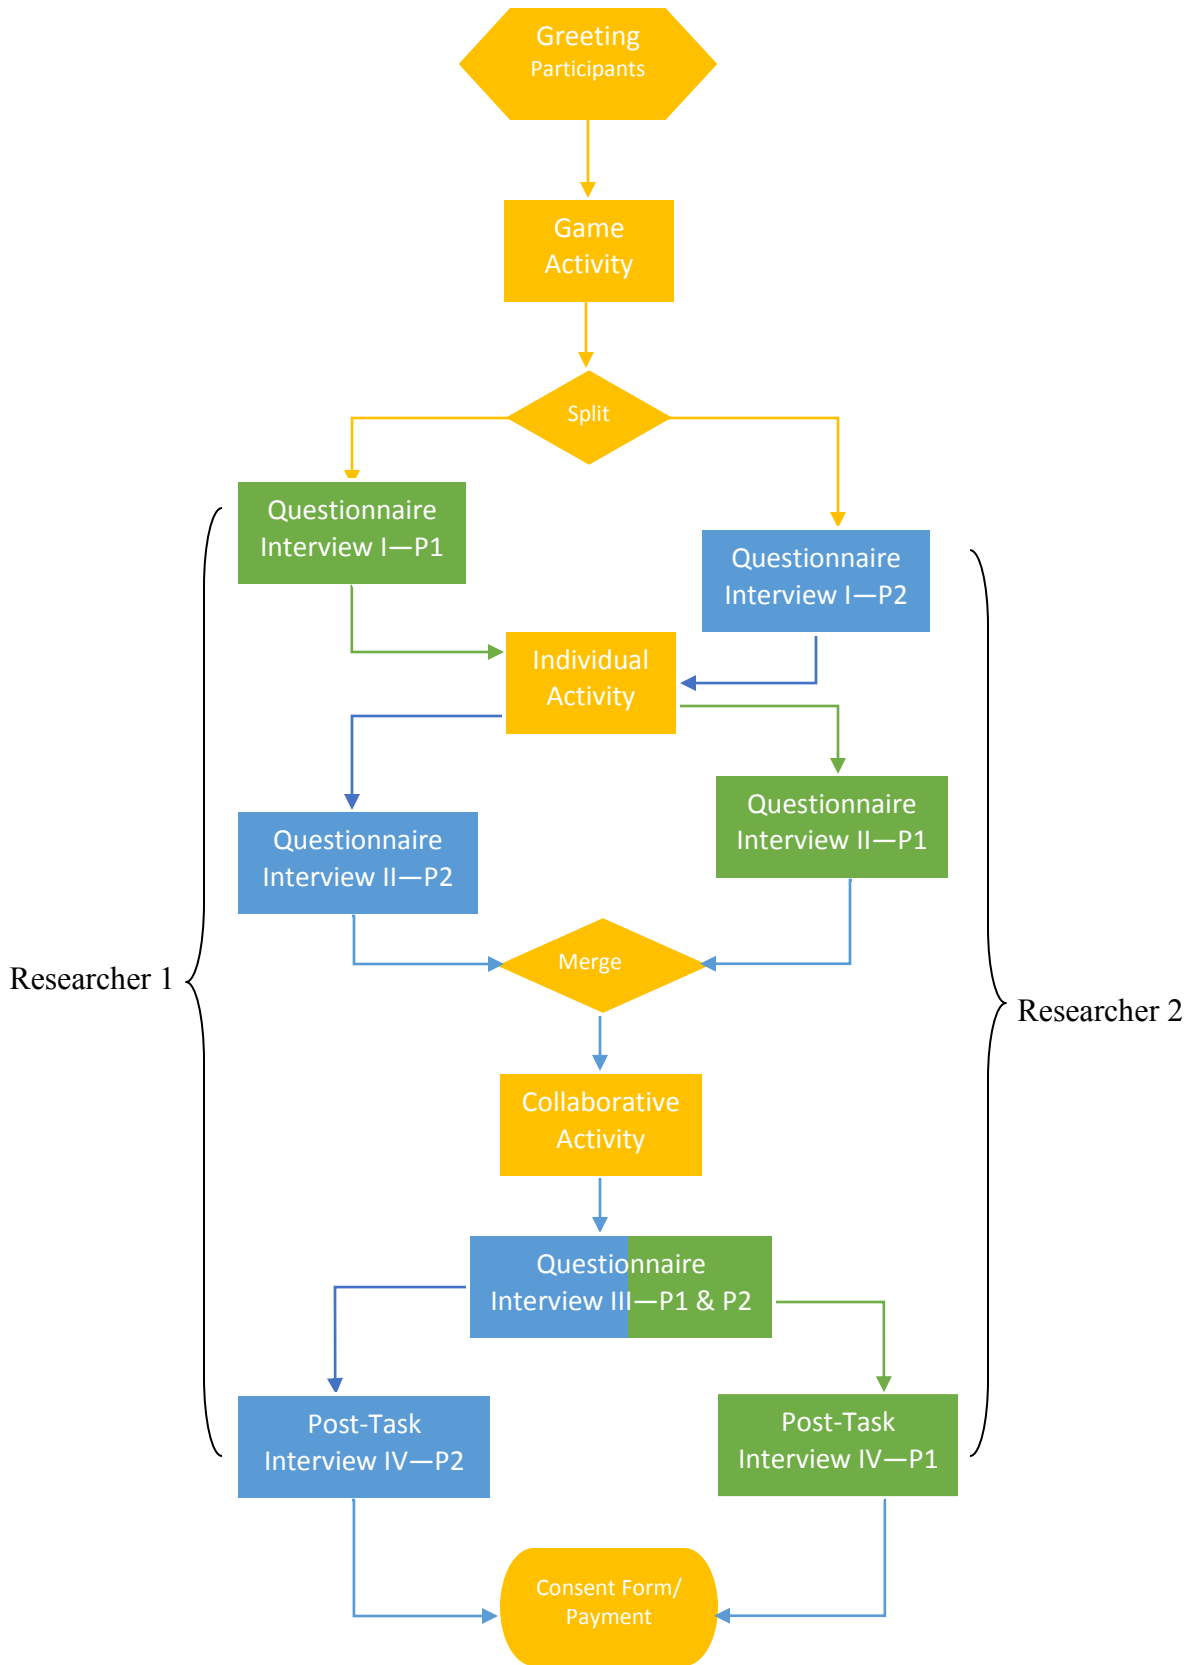 Greeting
Participants
Game
Activity
Split
Questionnaire
Interview I—P1
Questionnaire
Interview I—P2
Individual
Activity
Questionnaire
Interview II—P1
Questionnaire
Interview II—P2
Merge
Researcher 1
Researcher 2
Collaborative
Activity
Questionnaire
Interview III—P1 & P2
Post-Task
Interview IV—P2
Post-Task
Interview IV—P1
Consent Form/
Payment